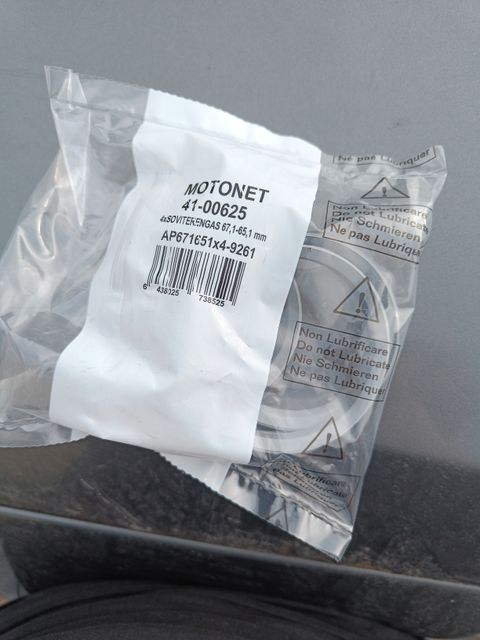 MOTONET
41-00625
4xSOVITERENGAS 67,1-65,1 mm
AP671651x4-9261
6 438025 738525
Ne pas Lubriquer
Non Lubrificare
Do not Lubricate
Nie Schmieren
Ne pas Lubriquer
Non Lubrificare
Do not Lubricate
Nie Schmieren
Ne pas Lubriquer